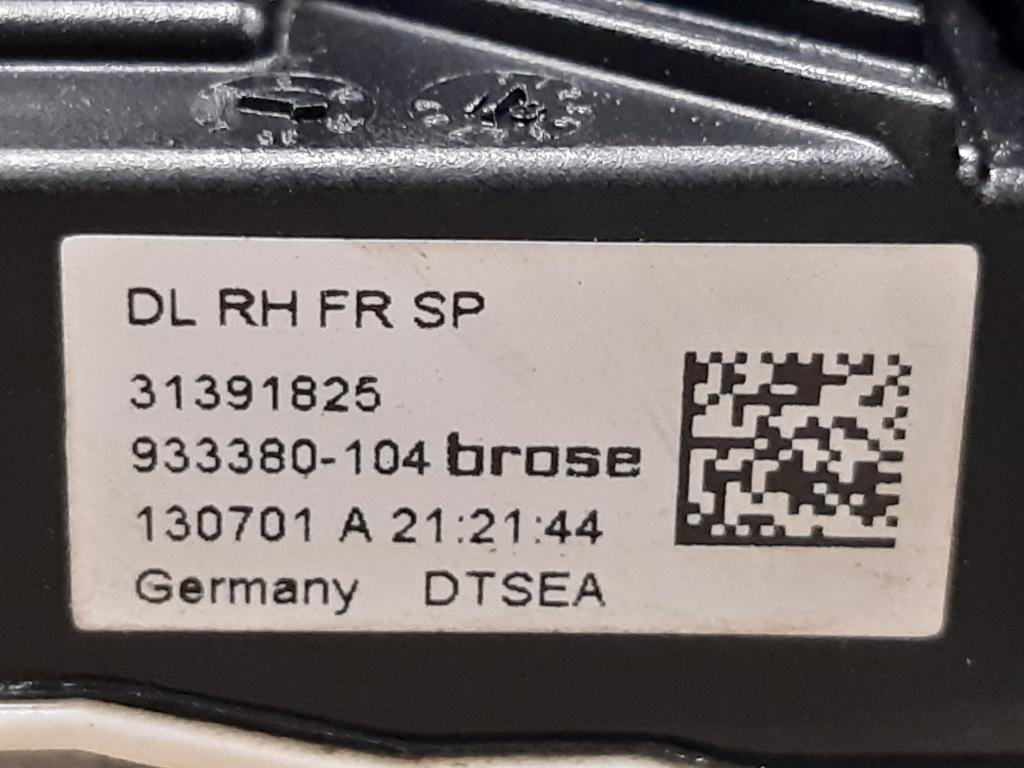 DL RH FR SP
31391825
933380-104 brose
130701 A 21:21:44
Germany DTSEA